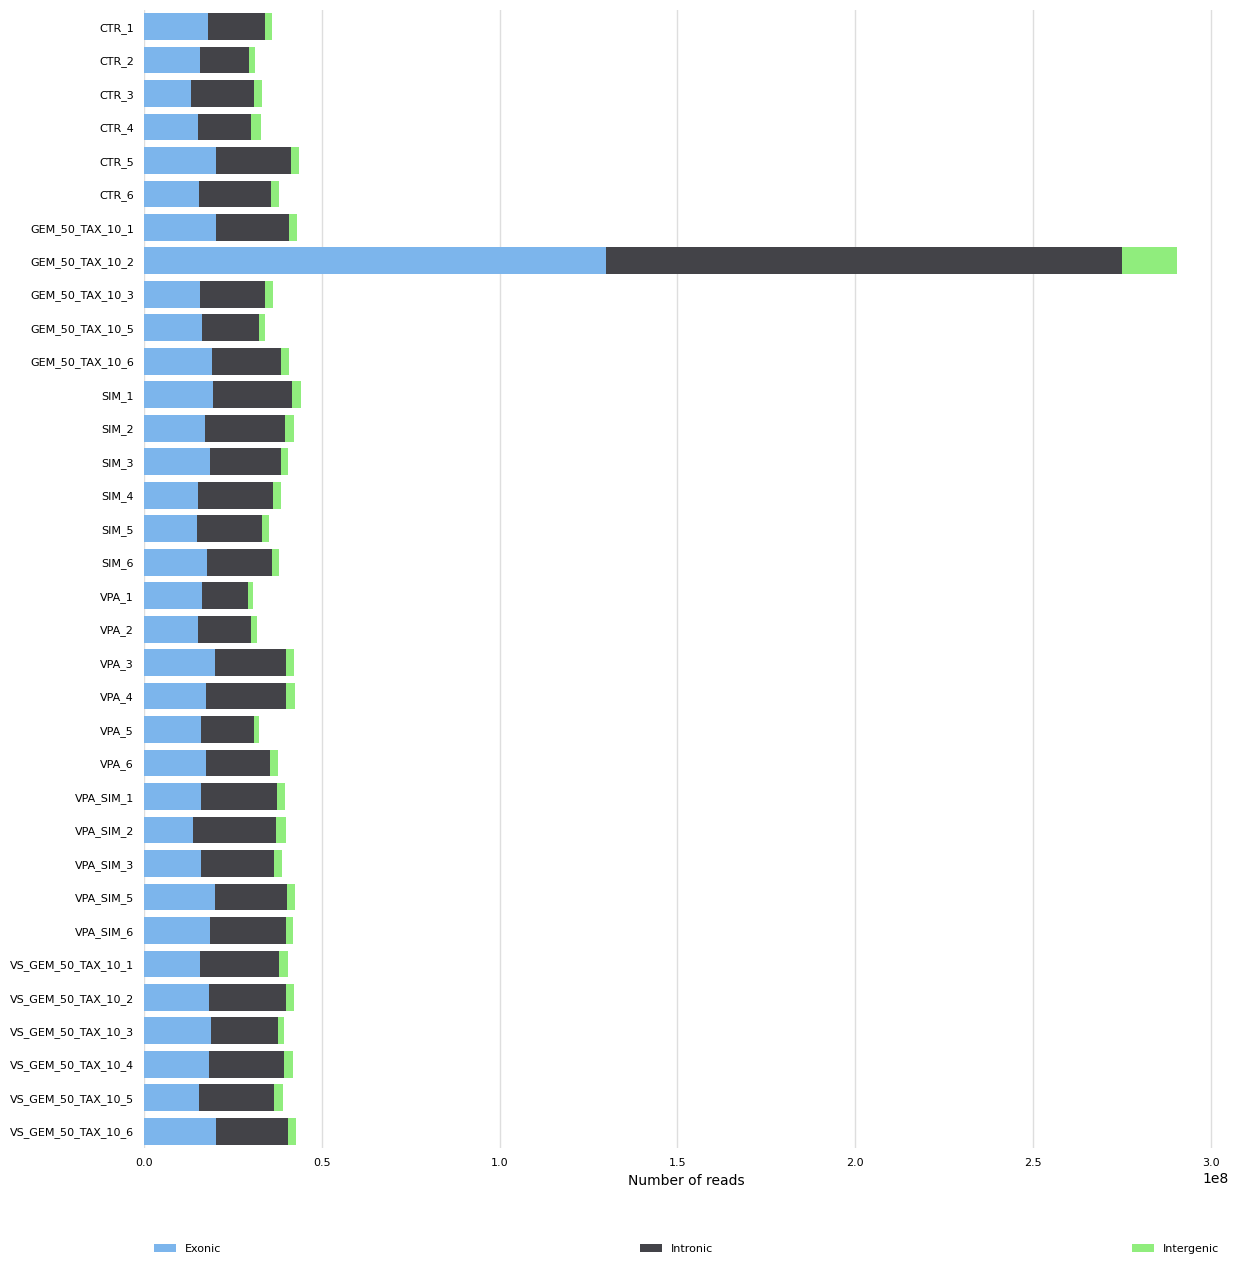 CTR_1
CTR_2
CTR_3
CTR_4
CTR_5
CTR_6
GEM_50_TAX_10_1
GEM_50_TAX_10_2
GEM_50_TAX_10_3
GEM_50_TAX_10_5
GEM_50_TAX_10_6
SIM_1
SIM_2
SIM_3
SIM_4
SIM_5
SIM_6
VPA_1
VPA_2
VPA_3
VPA_4
VPA_5
VPA_6
VPA_SIM_1
VPA_SIM_2
VPA_SIM_3
VPA_SIM_5
VPA_SIM_6
VS_GEM_50_TAX_10_1
VS_GEM_50_TAX_10_2
VS_GEM_50_TAX_10_3
VS_GEM_50_TAX_10_4
VS_GEM_50_TAX_10_5
VS_GEM_50_TAX_10_6
0.0 0.5 1.0 1.5 2.0 2.5 3.0
Number of reads 1e8
Exonic Intronic Intergenic